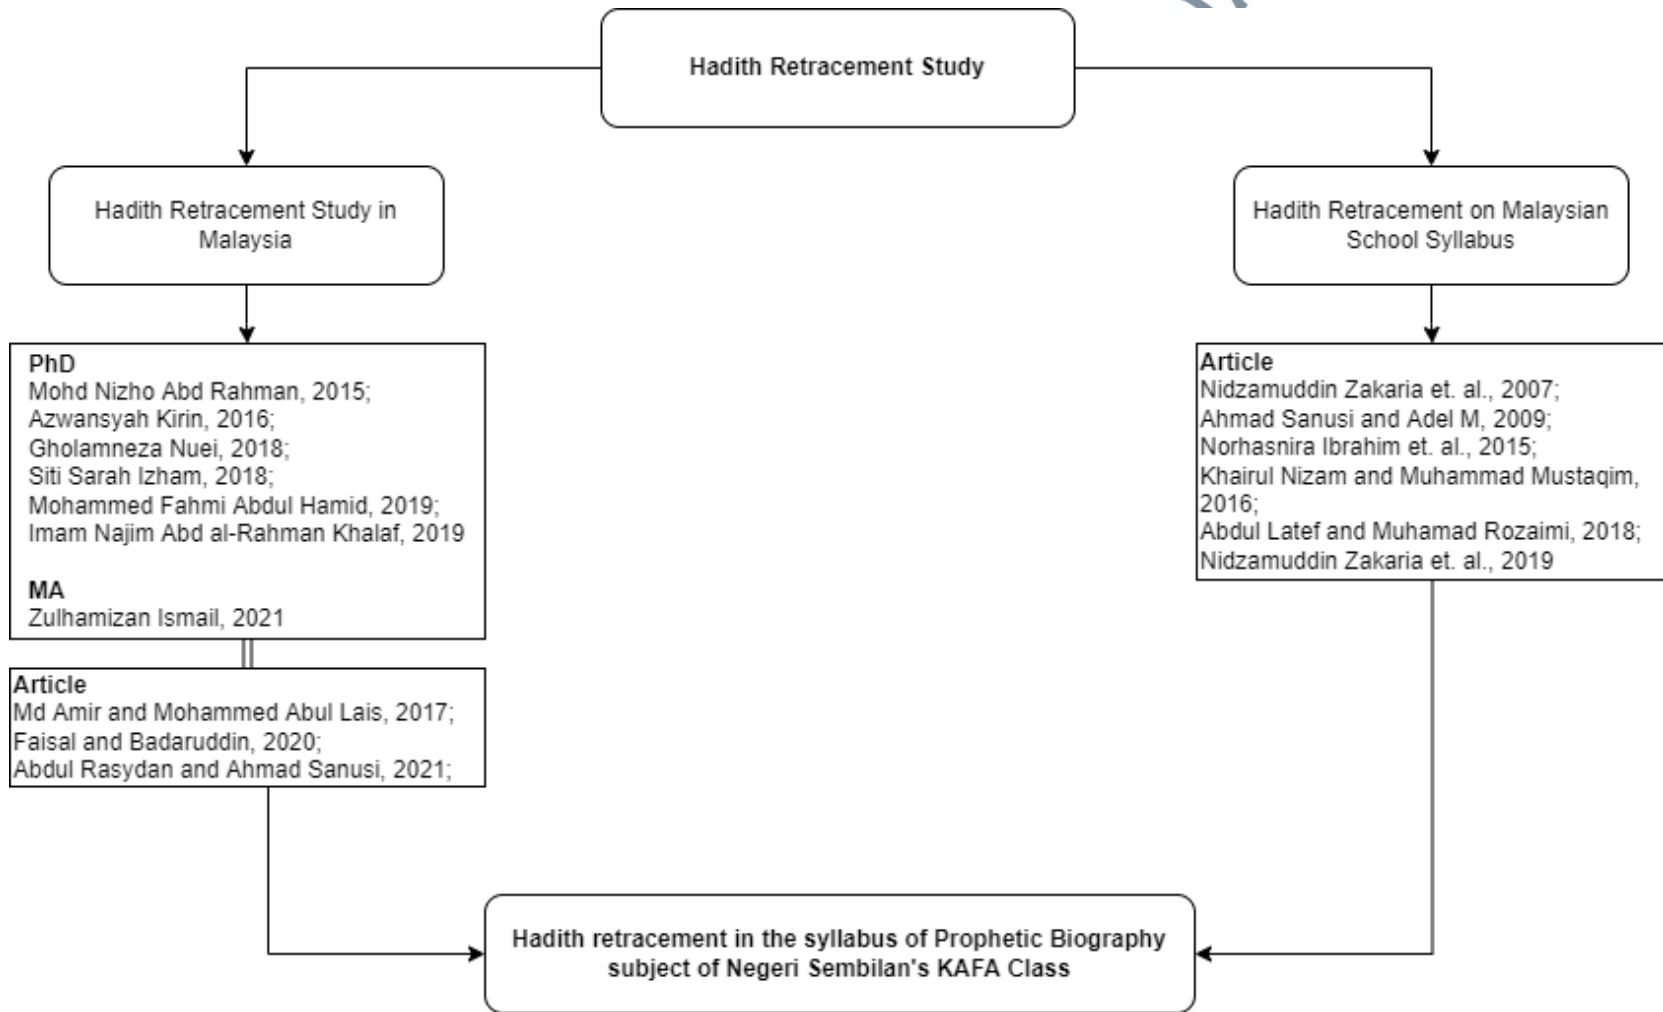 Hadith Retracement Study
Hadith Retracement Study in
Malaysia
Hadith Retracement on Malaysian
School Syllabus
PhD
Mohd Nizho Abd Rahman, 2015;
Azwansyah Kirin, 2016;
Gholamneza Nuei, 2018;
Siti Sarah Izham, 2018;
Mohammed Fahmi Abdul Hamid, 2019;
Imam Najim Abd al-Rahman Khalaf, 2019
MA
Zulhamizan Ismail, 2021
Article
Md Amir and Mohammed Abul Lais, 2017;
Faisal and Badaruddin, 2020;
Abdul Rasydan and Ahmad Sanusi, 2021;
Article
Nidzamuddin Zakaria et. al., 2007;
Ahmad Sanusi and Adel M, 2009;
Norhasnira Ibrahim et. al., 2015;
Khairul Nizam and Muhammad Mustaqim,
2016;
Abdul Latef and Muhamad Rozaimi, 2018;
Nidzamuddin Zakaria et. al., 2019
Hadith retracement in the syllabus of Prophetic Biography
subject of Negeri Sembilan's KAFA Class